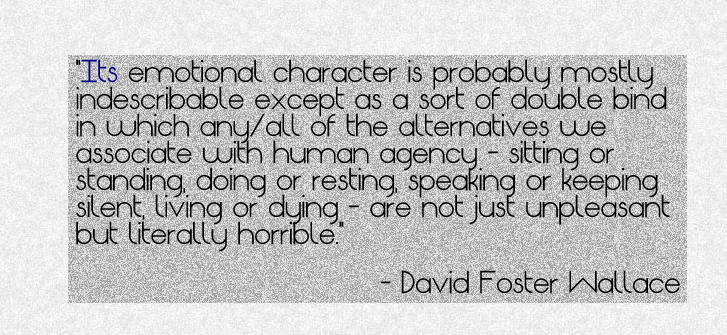 "Its emotional character is probably mostly
indescribable except as a sort of double bind
in which any/all of the alternatives we
associate with human agency - sitting or
standing, doing or resting, speaking or keeping
silent, living or dying - are not just unpleasant
but literally horrible."
- David Foster Wallace